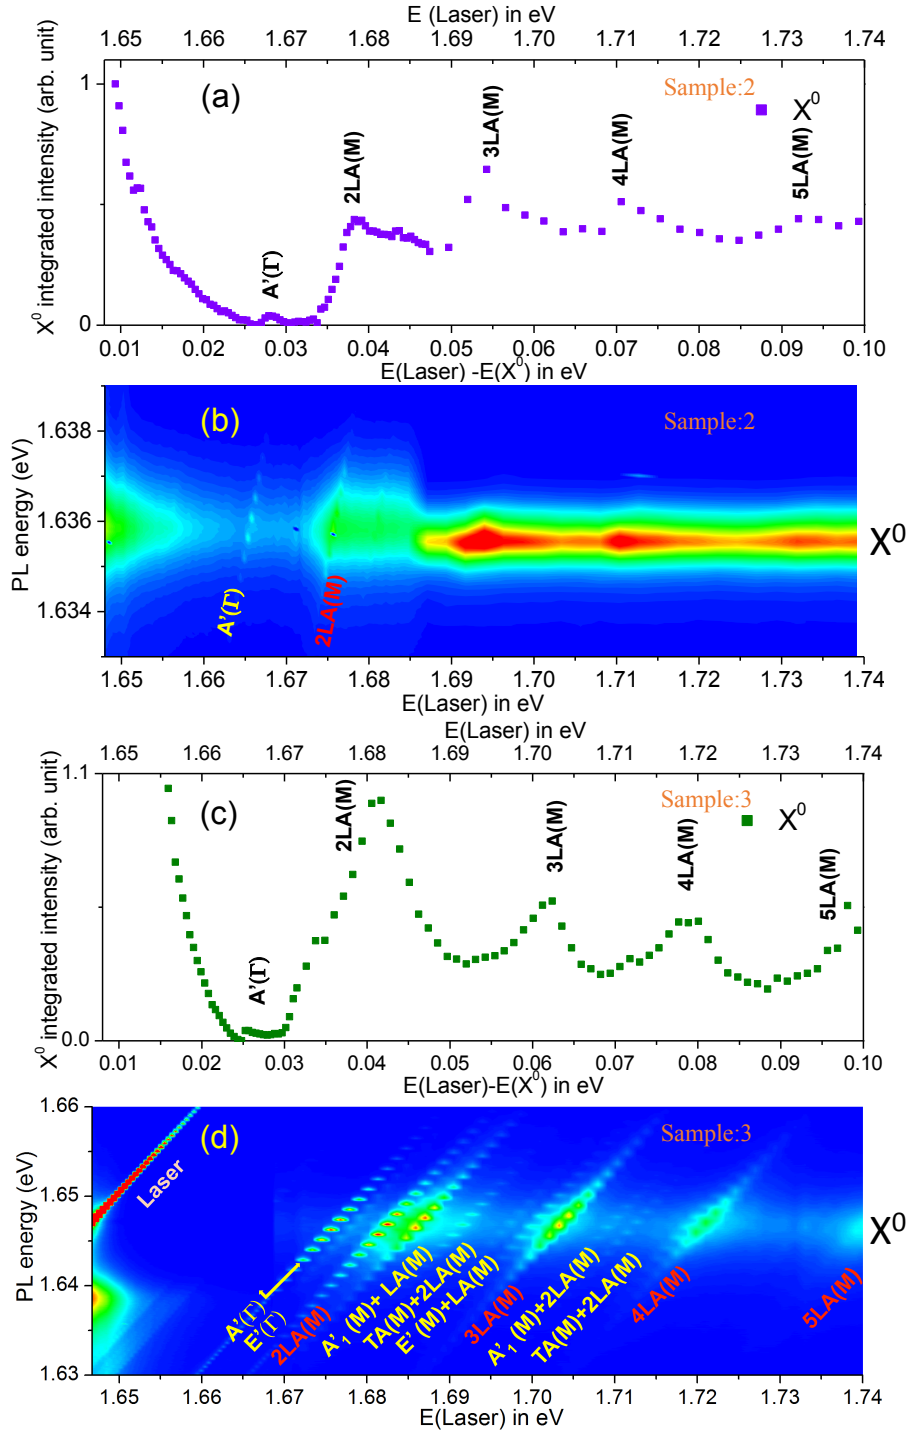 E (Laser) in eV
1.65 1.66 1.67 1.68 1.69 1.70 1.71 1.72 1.73 1.74
(a)
Sample:2
X⁰
1
0
X⁰ integrated intensity (arb. unit)
A'(Γ)
2LA(M)
3LA(M)
4LA(M)
5LA(M)
0.01 0.02 0.03 0.04 0.05 0.06 0.07 0.08 0.09 0.10
E(Laser) -E(X⁰) in eV
(b)
Sample:2
PL energy (eV)
1.638
1.636
1.634
X⁰
A'(Γ)
2LA(M)
1.65 1.66 1.67 1.68 1.69 1.70 1.71 1.72 1.73 1.74
E(Laser) in eV
E(Laser) in eV
1.65 1.66 1.67 1.68 1.69 1.70 1.71 1.72 1.73 1.74
(c)
Sample:3
X⁰
1.1
0.0
X⁰ integrated intensity (arb. unit)
A'(Γ)
2LA(M)
3LA(M)
4LA(M)
5LA(M)
0.01 0.02 0.03 0.04 0.05 0.06 0.07 0.08 0.09 0.10
E(Laser)-E(X⁰) in eV
(d)
Sample:3
PL energy (eV)
1.66
1.65
1.64
1.63
Laser
X⁰
A'(Γ)
E'(Γ)
2LA(M)
A'₁ (M)+ LA(M)
TA(M)+2LA(M)
E' (M)+LA(M)
3LA(M)
A'₁ (M)+2LA(M)
TA(M)+2LA(M)
4LA(M)
5LA(M)
1.65 1.66 1.67 1.68 1.69 1.70 1.71 1.72 1.73 1.74
E(Laser) in eV